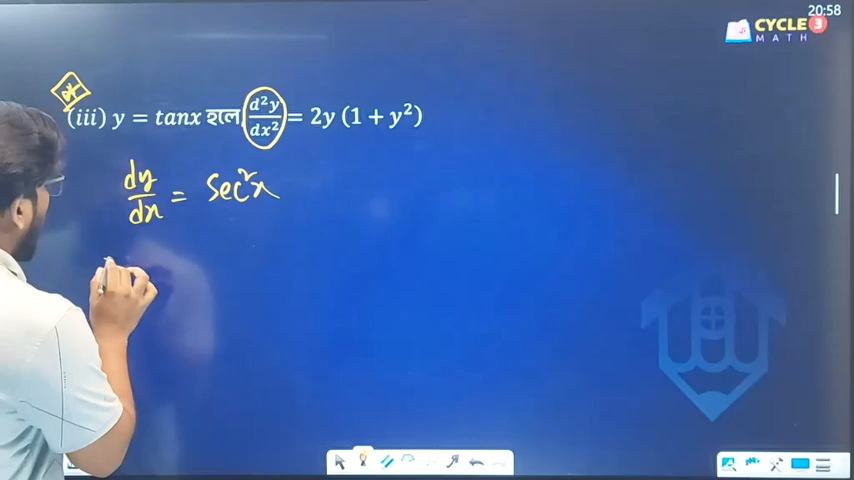 20:58
CYCLE 3
MATH
(iii) y = tanx হলে, d²y/dx² = 2y (1 + y²)
dy/dx = sec²x